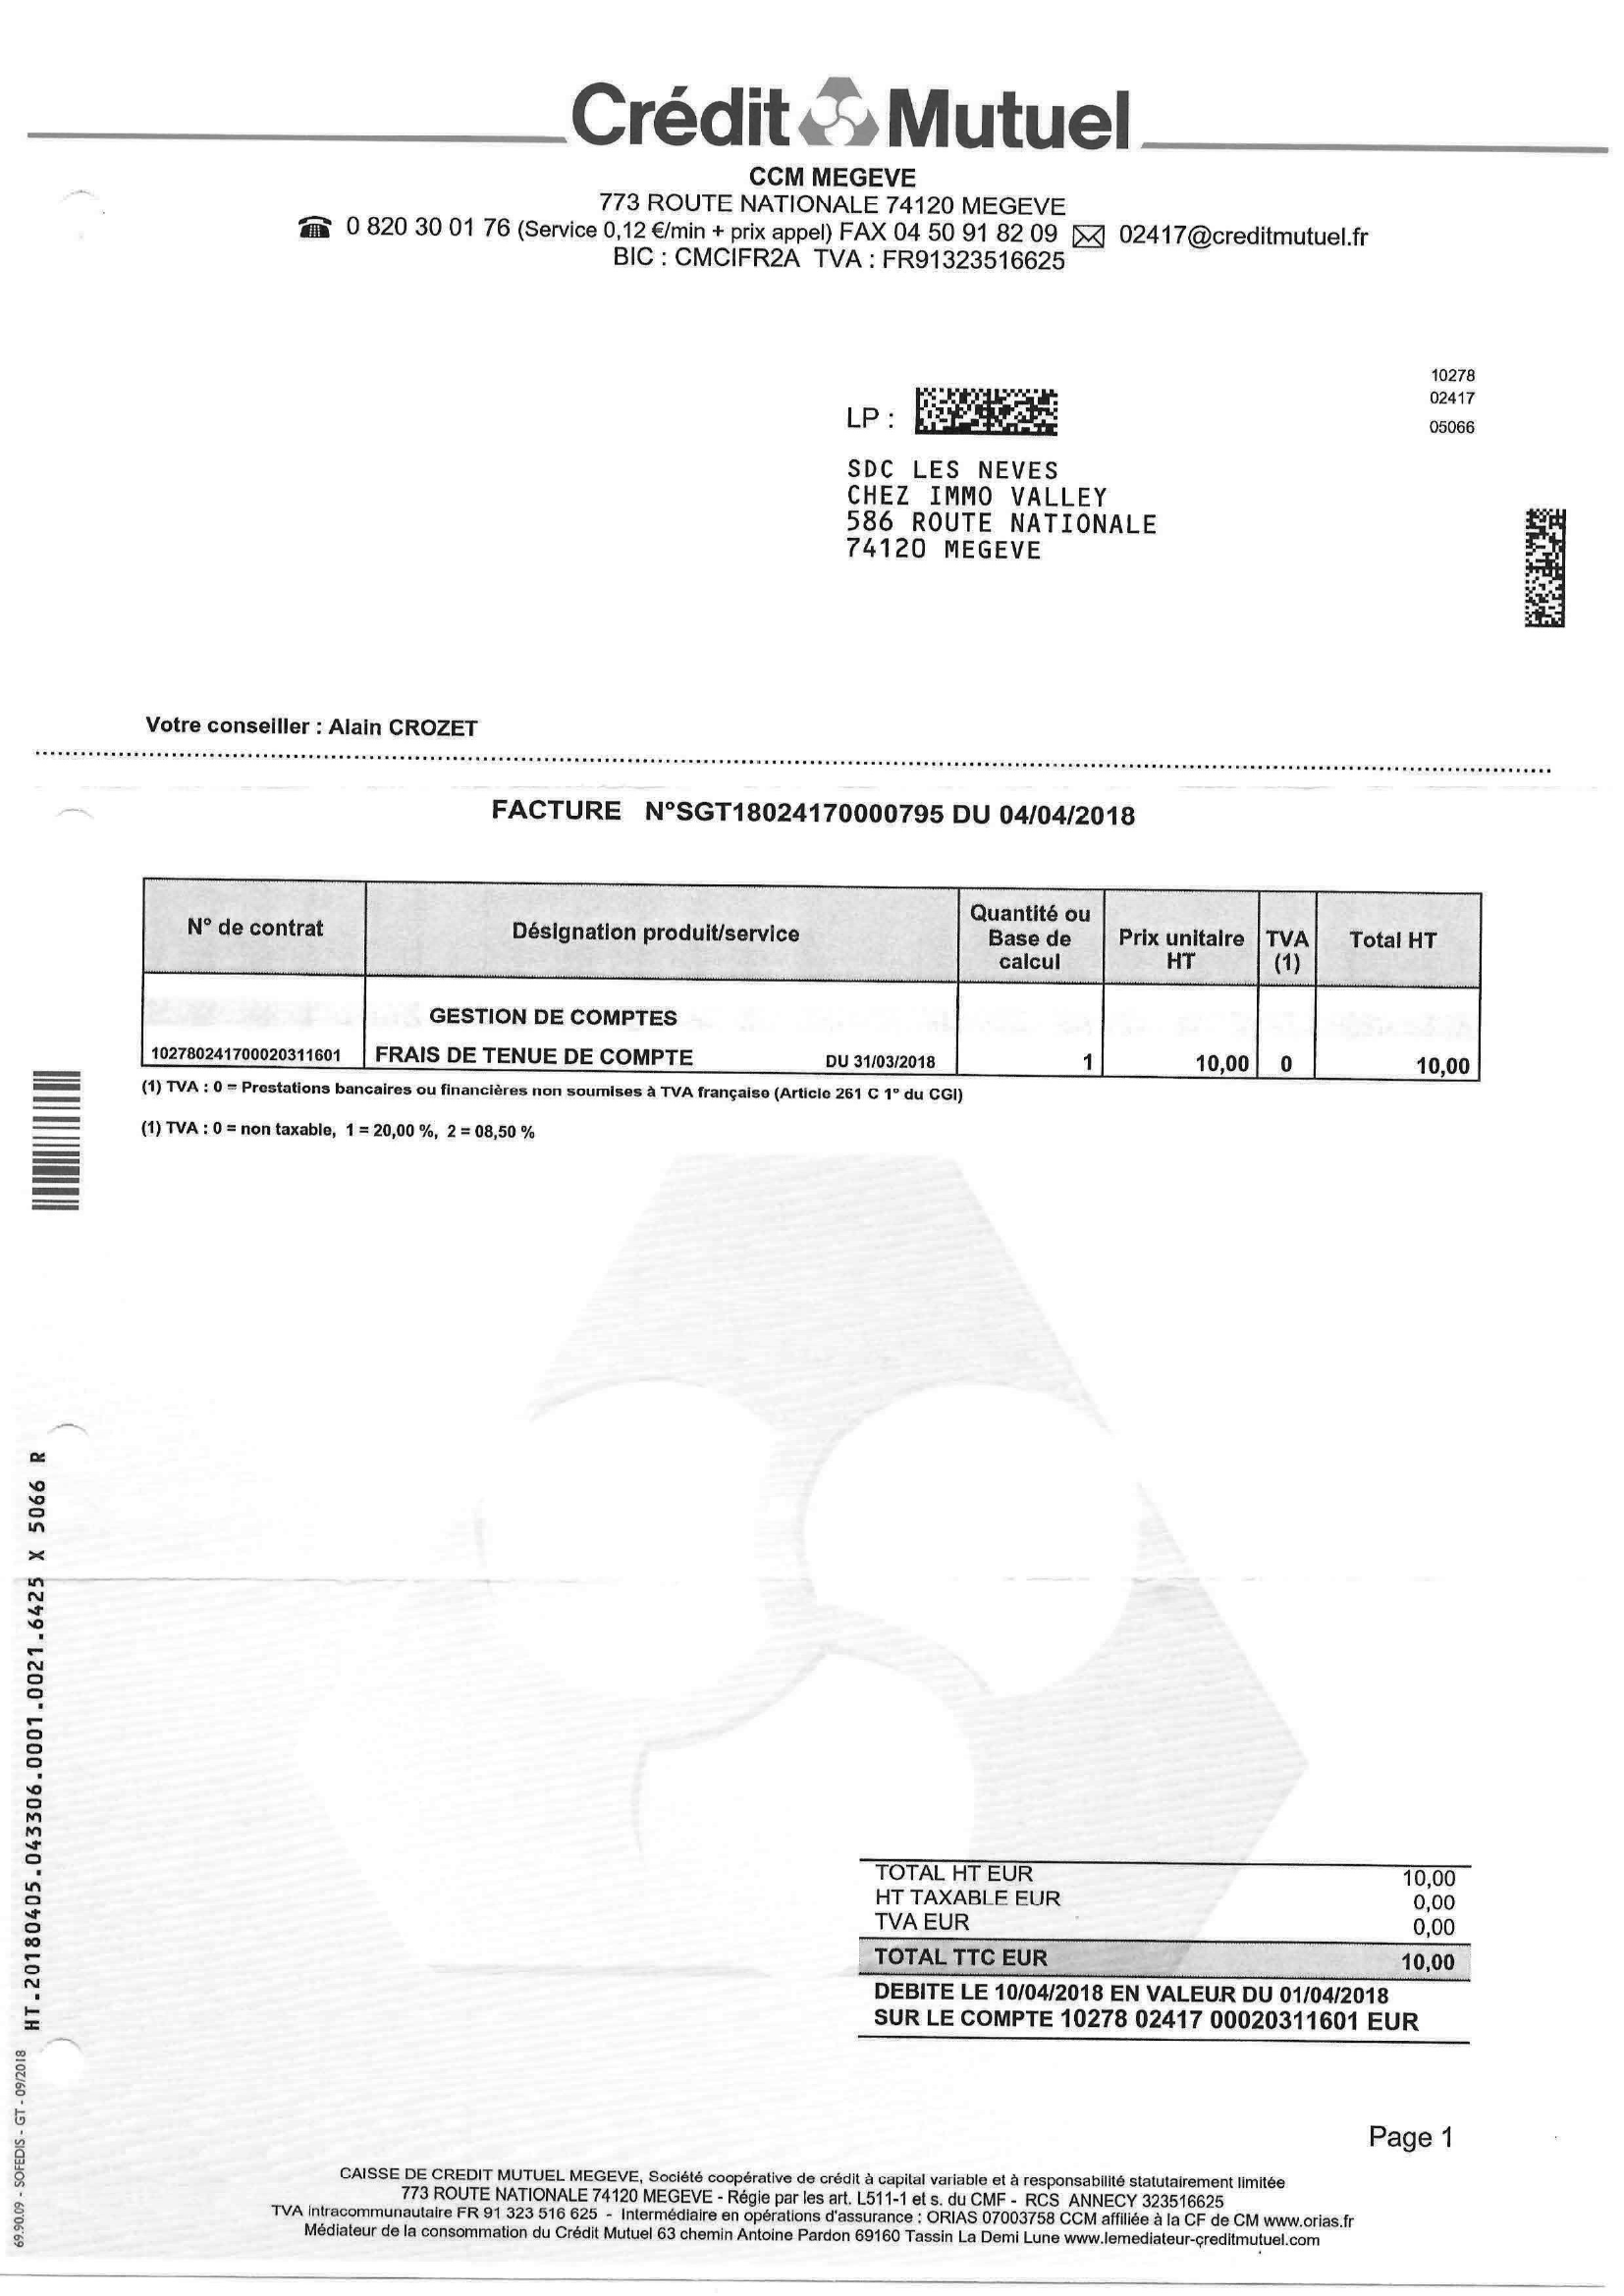 Crédit Mutuel
CCM MEGEVE
773 ROUTE NATIONALE 74120 MEGEVE
0 820 30 01 76 (Service 0,12 €/min + prix appel) FAX 04 50 91 82 09 02417@creditmutuel.fr
BIC : CMCIFR2A TVA : FR91323516625
10278
02417
05066
LP :
SDC LES NEVES
CHEZ IMMO VALLEY
586 ROUTE NATIONALE
74120 MEGEVE
Votre conseiller : Alain CROZET
FACTURE N°SGT18024170000795 DU 04/04/2018
N° de contrat Désignation produit/service Quantité ou Base de calcul Prix unitaire HT TVA (1) Total HT
GESTION DE COMPTES
102780241700020311601 FRAIS DE TENUE DE COMPTE DU 31/03/2018 1 10,00 0 10,00
(1) TVA : 0 = Prestations bancaires ou financières non soumises à TVA française (Article 261 C 1° du CGI)
(1) TVA : 0 = non taxable, 1 = 20,00 %, 2 = 08,50 %
TOTAL HT EUR 10,00
HT TAXABLE EUR 0,00
TVA EUR 0,00
TOTAL TTC EUR 10,00
DEBITE LE 10/04/2018 EN VALEUR DU 01/04/2018
SUR LE COMPTE 10278 02417 00020311601 EUR
HT.20180405.043306.0001.0021.6425 X 5066 R
69.90.09 - SOFEDIS - GT - 09/2018
Page 1
CAISSE DE CREDIT MUTUEL MEGEVE, Société coopérative de crédit à capital variable et à responsabilité statutairement limitée
773 ROUTE NATIONALE 74120 MEGEVE - Régie par les art. L511-1 et s. du CMF - RCS ANNECY 323516625
TVA intracommunautaire FR 91 323 516 625 - Intermédiaire en opérations d'assurance : ORIAS 07003758 CCM affiliée à la CF de CM www.orias.fr
Médiateur de la consommation du Crédit Mutuel 63 chemin Antoine Pardon 69160 Tassin La Demi Lune www.lemediateur-creditmutuel.com